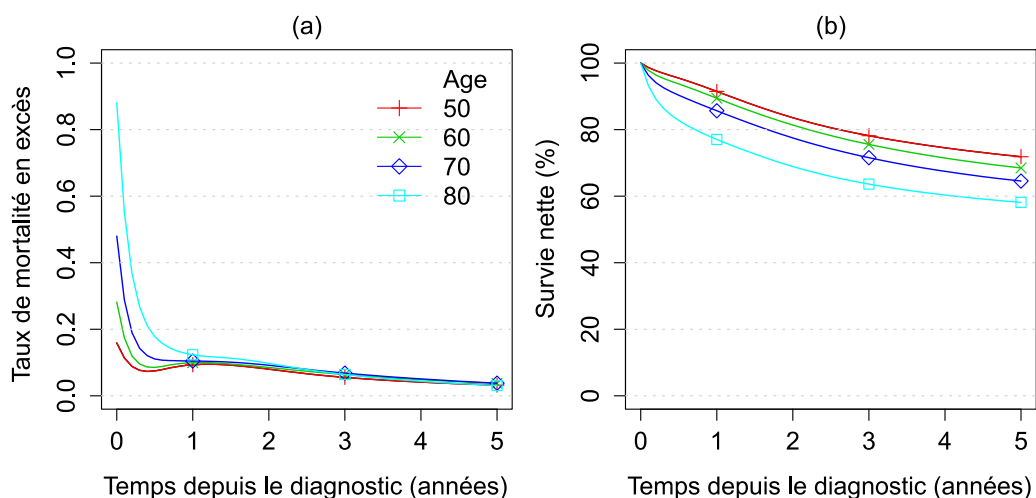 (a)
Taux de mortalité en excès
1.0
0.8
0.6
0.4
0.2
0.0
Age
50
60
70
80
0 1 2 3 4 5
Temps depuis le diagnostic (années)
(b)
Survie nette (%)
100
80
60
40
20
0
0 1 2 3 4 5
Temps depuis le diagnostic (années)